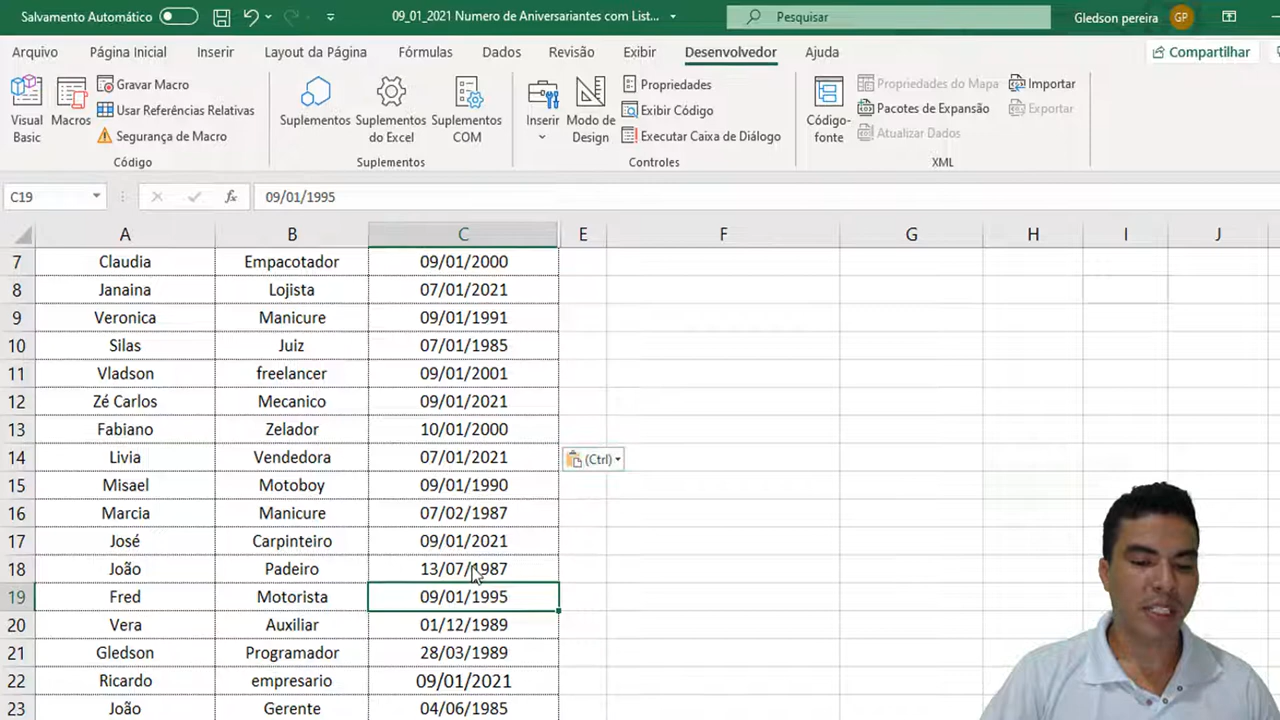 Salvamento Automático
09_01_2021 Numero de Aniversariantes com List...
Pesquisar
Gledson pereira
GP
Arquivo Página Inicial Inserir Layout da Página Fórmulas Dados Revisão Exibir Desenvolvedor Ajuda
Compartilhar
Visual Basic
Macros
Gravar Macro
Usar Referências Relativas
Segurança de Macro
Código
Suplementos
Suplementos do Excel
Suplementos COM
Suplementos
Inserir
Modo de Design
Propriedades
Exibir Código
Executar Caixa de Diálogo
Controles
Código-fonte
Propriedades do Mapa
Pacotes de Expansão
Atualizar Dados
Importar
Exportar
XML
C19 fx 09/01/1995
A B C E F G H I J
7 Claudia Empacotador 09/01/2000
8 Janaina Lojista 07/01/2021
9 Veronica Manicure 09/01/1991
10 Silas Juiz 07/01/1985
11 Vladson freelancer 09/01/2001
12 Zé Carlos Mecanico 09/01/2021
13 Fabiano Zelador 10/01/2000
14 Livia Vendedora 07/01/2021
(Ctrl)
15 Misael Motoboy 09/01/1990
16 Marcia Manicure 07/02/1987
17 José Carpinteiro 09/01/2021
18 João Padeiro 13/07/1987
19 Fred Motorista 09/01/1995
20 Vera Auxiliar 01/12/1989
21 Gledson Programador 28/03/1989
22 Ricardo empresario 09/01/2021
23 João Gerente 04/06/1985